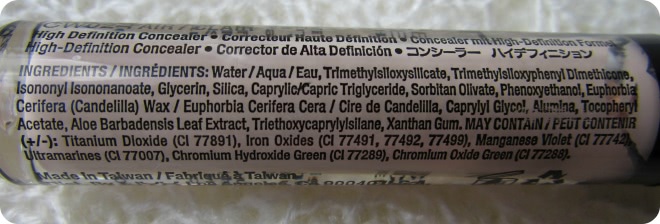 High Definition Concealer • Correcteur Haute Définition • Concealer mit High-Definition
High-Definition Concealer • Corrector de Alta Definición • コンシーラー ハイデフィニション
INGREDIENTS / INGRÉDIENTS: Water / Aqua / Eau, Trimethylsiloxysilicate, Trimethylsiloxyphenyl Dimethicone,
Isononyl Isononanoate, Glycerin, Silica, Caprylic/Capric Triglyceride, Sorbitan Olivate, Phenoxyethanol, Euphorbia
Cerifera (Candelilla) Wax / Euphorbia Cerifera Cera / Cire de Candelilla, Caprylyl Glycol, Alumina, Tocopheryl
Acetate, Aloe Barbadensis Leaf Extract, Triethoxycaprylylsilane, Xanthan Gum. MAY CONTAIN / PEUT CONTENIR
(+/-): Titanium Dioxide (CI 77891), Iron Oxides (CI 77491, 77492, 77499), Manganese Violet (CI 77742),
Ultramarines (CI 77007), Chromium Hydroxide Green (CI 77289), Chromium Oxide Green (CI 77288).
Made in Taiwan / Fabriqué à Taiwan